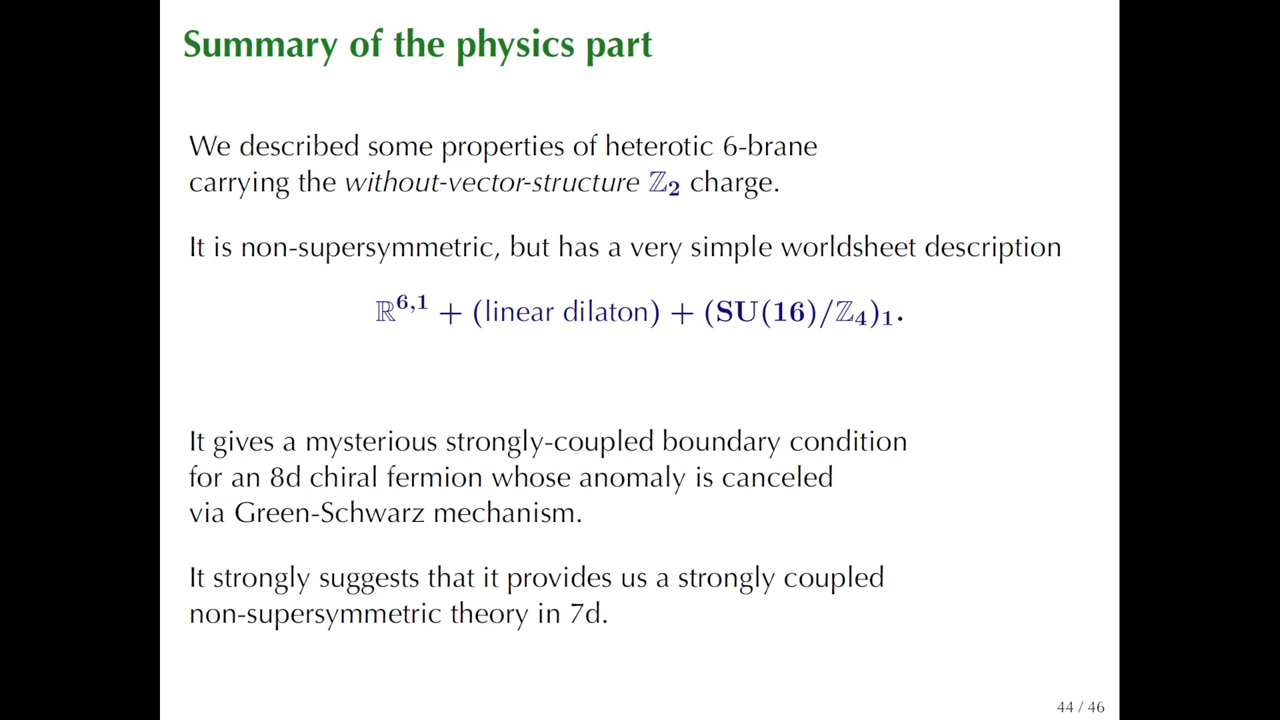 Summary of the physics part
We described some properties of heterotic 6-brane
carrying the without-vector-structure ℤ₂ charge.
It is non-supersymmetric, but has a very simple worldsheet description
ℝ⁶,¹ + (linear dilaton) + (SU(16)/ℤ₄)₁.
It gives a mysterious strongly-coupled boundary condition
for an 8d chiral fermion whose anomaly is canceled
via Green-Schwarz mechanism.
It strongly suggests that it provides us a strongly coupled
non-supersymmetric theory in 7d.
44 / 46